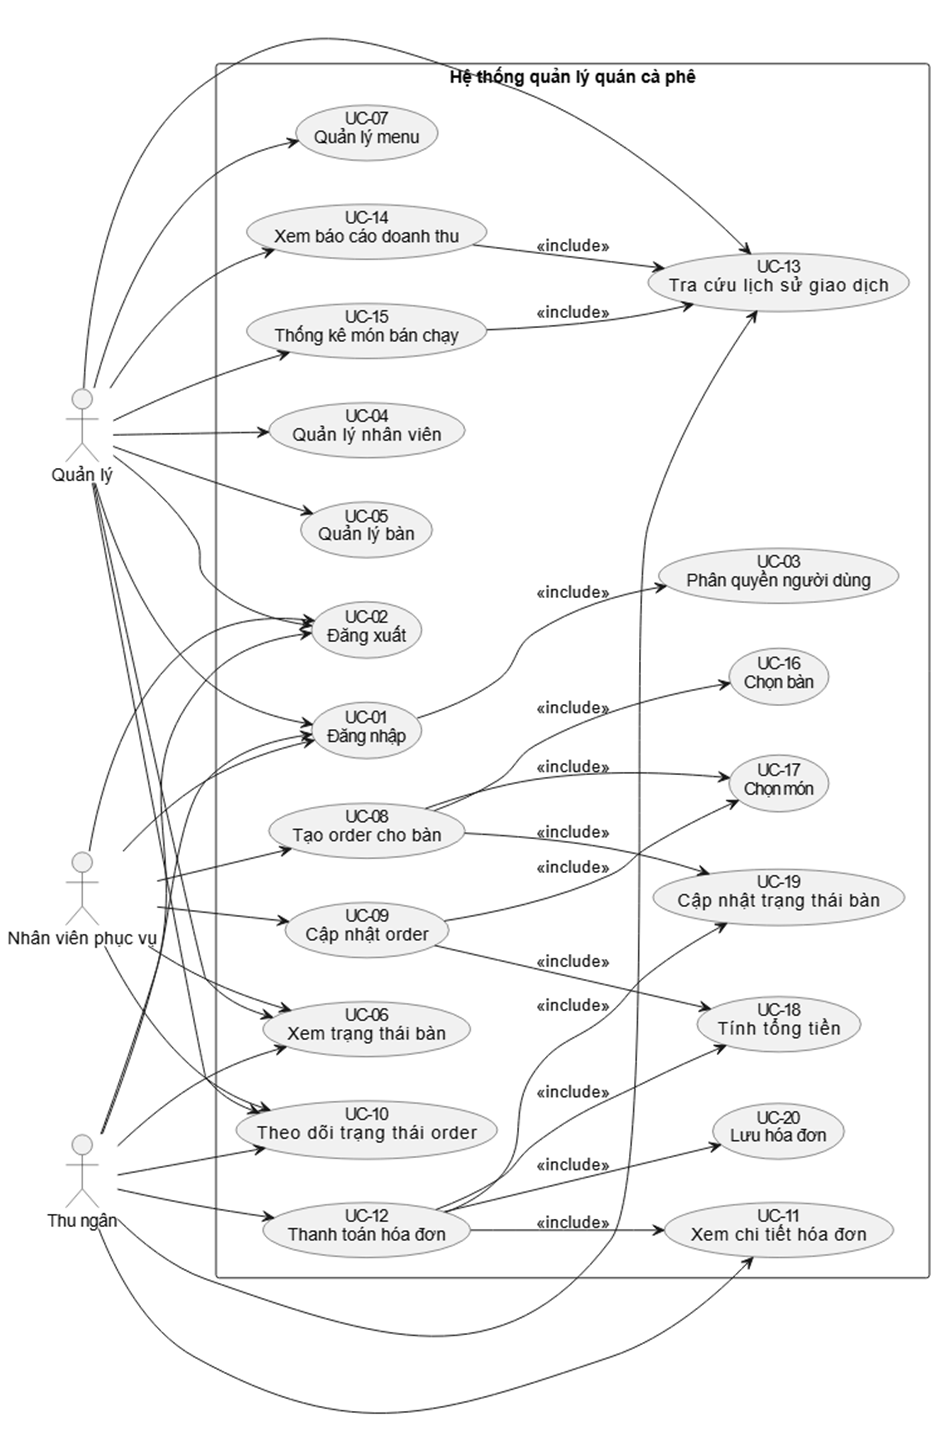 Hệ thống quản lý quán cà phê
UC-07
Quản lý menu
UC-14
Xem báo cáo doanh thu
«include»
UC-13
Tra cứu lịch sử giao dịch
UC-15
Thống kê món bán chạy
«include»
UC-04
Quản lý nhân viên
Quản lý
UC-05
Quản lý bàn
UC-03
Phân quyền người dùng
«include»
UC-02
Đăng xuất
UC-16
Chọn bàn
«include»
UC-01
Đăng nhập
«include»
UC-17
Chọn món
UC-08
Tạo order cho bàn
«include»
«include»
UC-19
Cập nhật trạng thái bàn
UC-09
Cập nhật order
Nhân viên phục vụ
«include»
«include»
UC-18
Tính tổng tiền
UC-06
Xem trạng thái bàn
«include»
UC-10
Theo dõi trạng thái order
UC-20
Lưu hóa đơn
«include»
Thu ngân
UC-12
Thanh toán hóa đơn
«include»
UC-11
Xem chi tiết hóa đơn